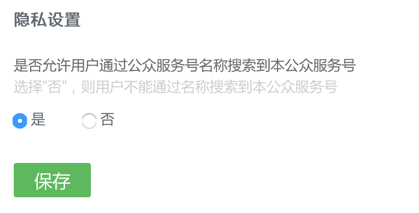 隐私设置
是否允许用户通过公众服务号名称搜索到本公众服务号
选择"否"，则用户不能通过名称搜索到本公众服务号
是 否
保存